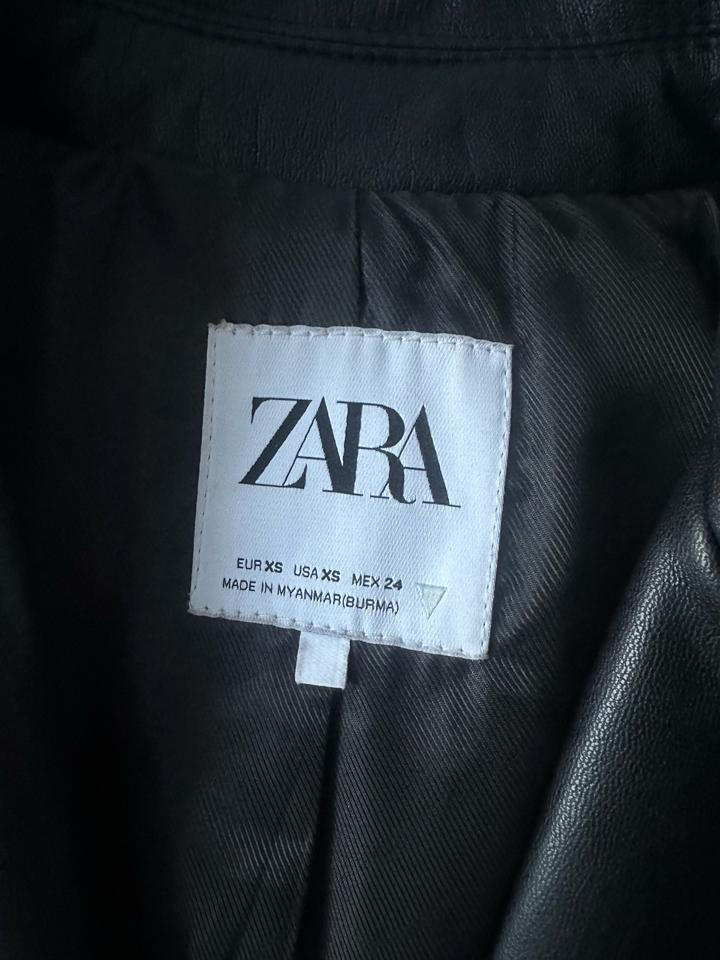 ZARA
EUR XS USA XS MEX 24
MADE IN MYANMAR(BURMA)